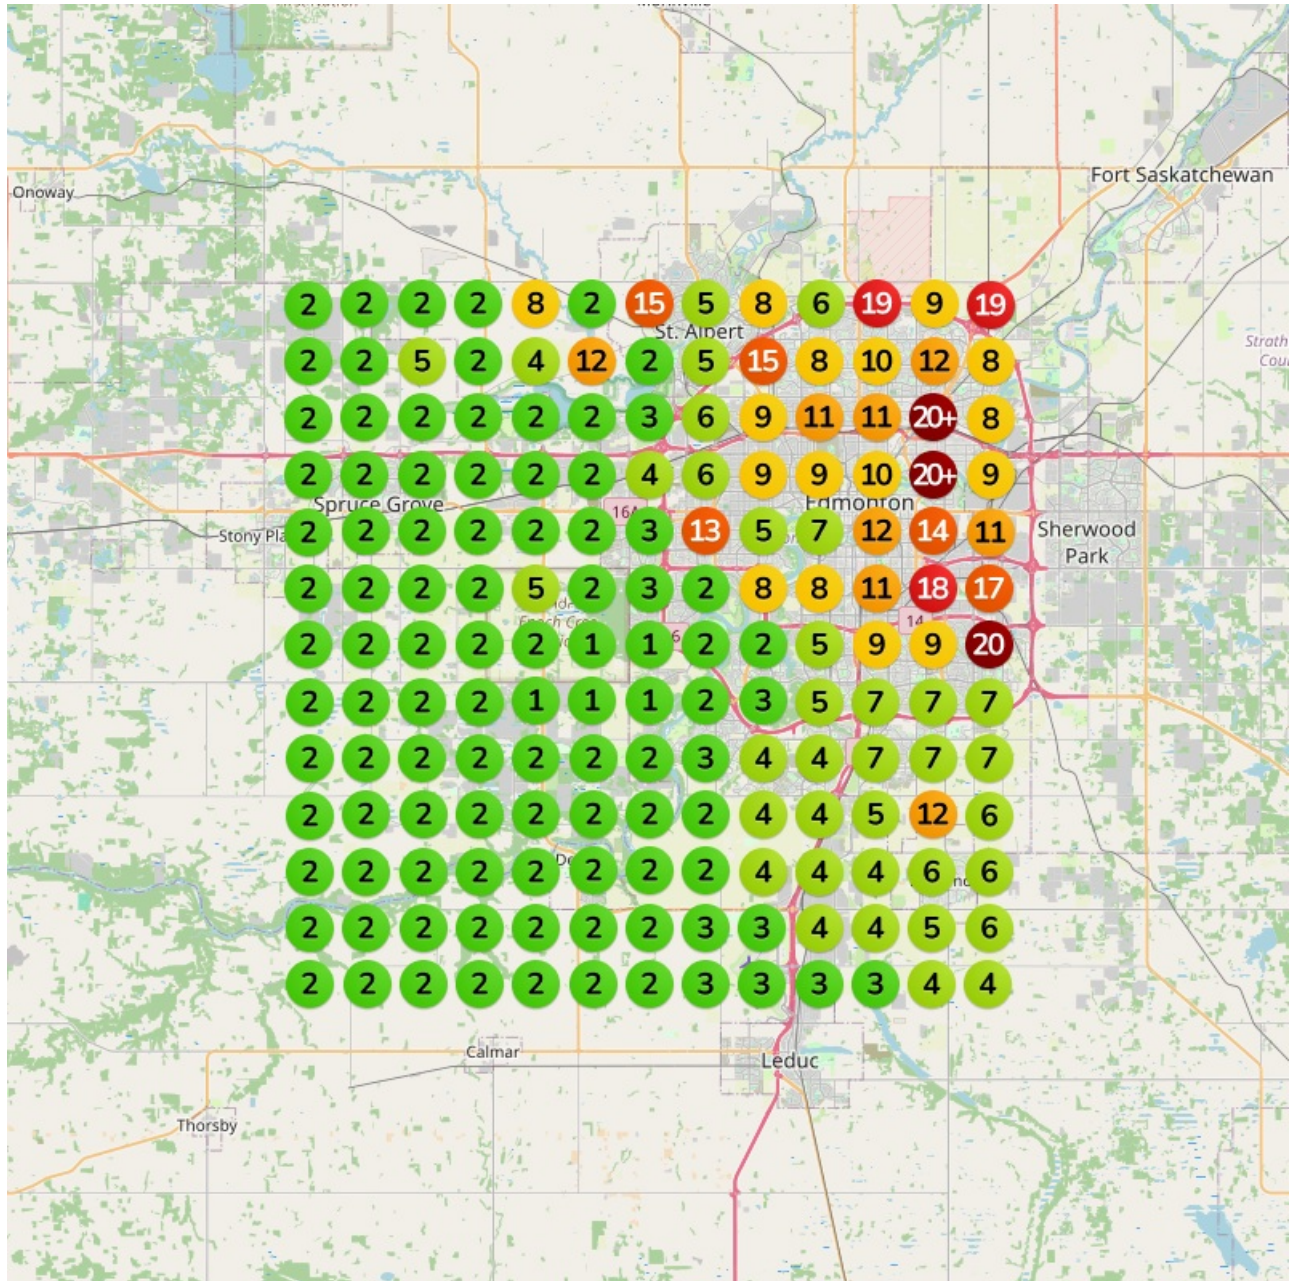 Onoway
Fort Saskatchewan
2 2 2 2 8 2 15 5 8 6 19 9 19
St. Albert
2 2 5 2 4 12 2 5 15 8 10 12 8
Strath
Cou
2 2 2 2 2 2 3 6 9 11 11 20+ 8
2 2 2 2 2 2 4 6 9 9 10 20+ 9
Spruce Grove
Edmonton
16A
2 2 2 2 2 2 3 13 5 7 12 14 11
Stony Pla
Sherwood
Park
2 2 2 2 5 2 3 2 8 8 11 18 17
14
2 2 2 2 2 1 1 2 2 5 9 9 20
2 2 2 2 1 1 1 2 3 5 7 7 7
2 2 2 2 2 2 2 3 4 4 7 7 7
2 2 2 2 2 2 2 2 4 4 5 12 6
De
2 2 2 2 2 2 2 2 4 4 4 6 6
2 2 2 2 2 2 2 3 3 4 4 5 6
2 2 2 2 2 2 2 3 3 3 3 4 4
Calmar
Leduc
Thorsby